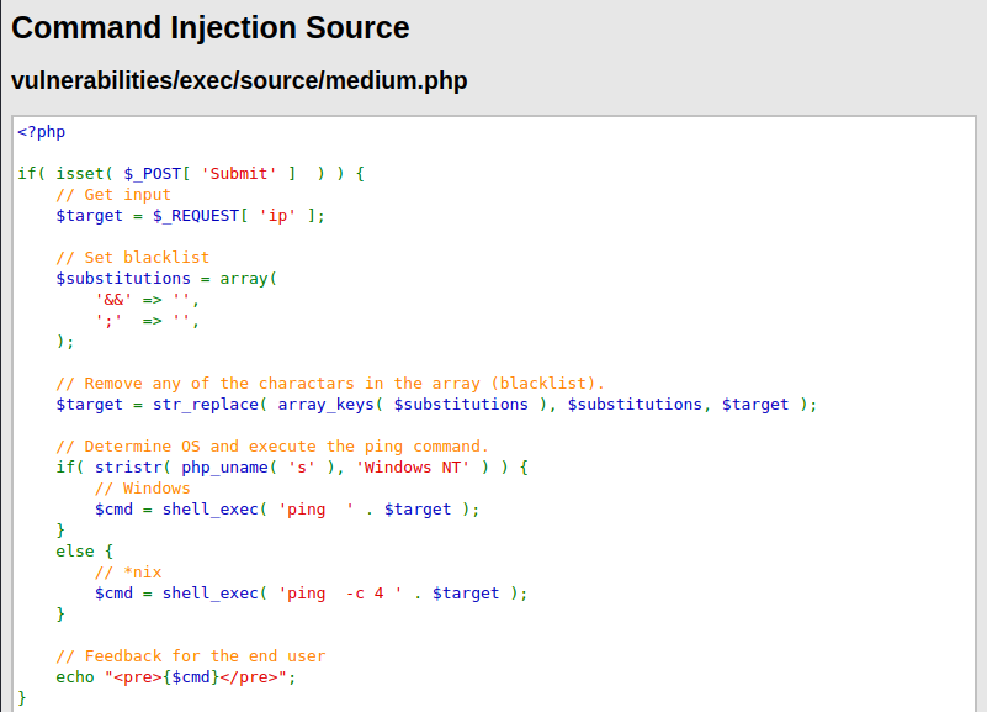 Command Injection Source
vulnerabilities/exec/source/medium.php
<?php
if( isset( $_POST[ 'Submit' ]  ) ) {
    // Get input
    $target = $_REQUEST[ 'ip' ];
    // Set blacklist
    $substitutions = array(
        '&&' => '',
        ';'  => '',
    );
    // Remove any of the charactars in the array (blacklist).
    $target = str_replace( array_keys( $substitutions ), $substitutions, $target );
    // Determine OS and execute the ping command.
    if( stristr( php_uname( 's' ), 'Windows NT' ) ) {
        // Windows
        $cmd = shell_exec( 'ping  ' . $target );
    }
    else {
        // *nix
        $cmd = shell_exec( 'ping  -c 4 ' . $target );
    }
    // Feedback for the end user
    echo "<pre>{$cmd}</pre>";
}